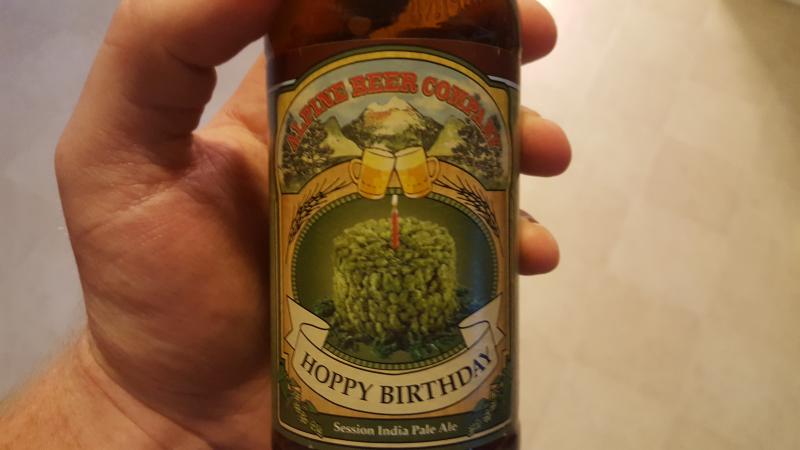 ALPINE BEER COMPANY
HOPPY BIRTHDAY
Session India Pale Ale